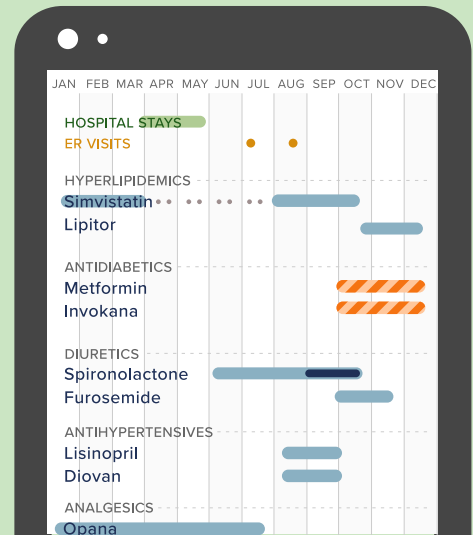 JAN FEB MAR APR MAY JUN JUL AUG SEP OCT NOV DEC
HOSPITAL STAYS
ER VISITS
HYPERLIPIDEMICS
Simvistatin
Lipitor
ANTIDIABETICS
Metformin
Invokana
DIURETICS
Spironolactone
Furosemide
ANTIHYPERTENSIVES
Lisinopril
Diovan
ANALGESICS
Opana